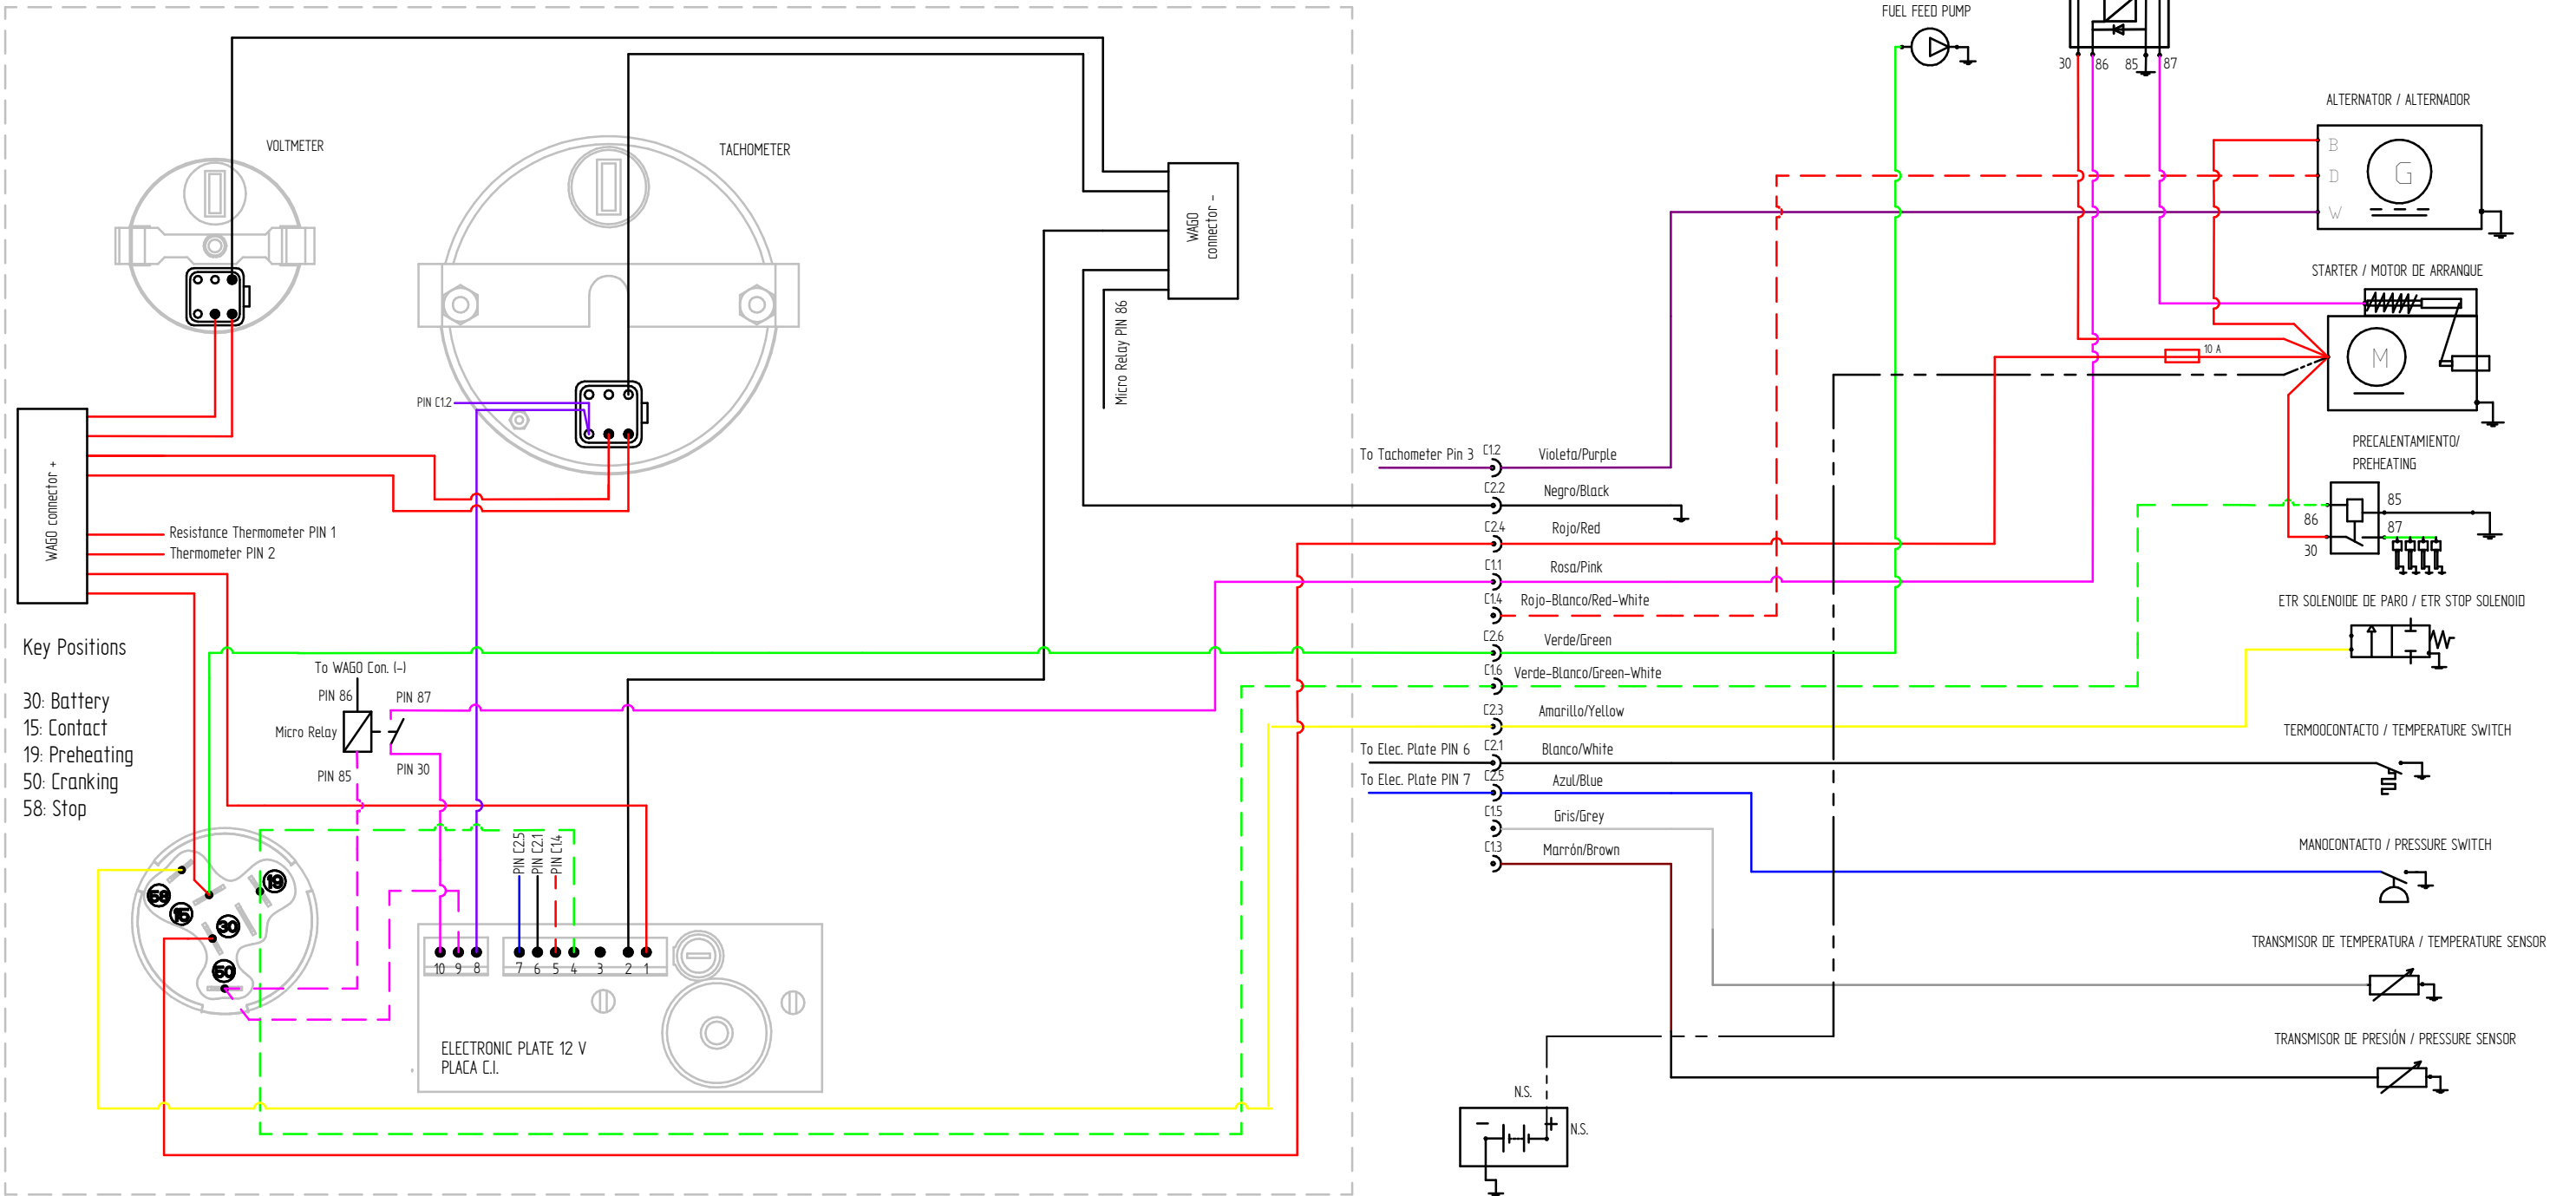 FUEL FEED PUMP
30
86
85
87
ALTERNATOR / ALTERNADOR
B
D
W
G
VOLTMETER
TACHOMETER
WAGO
connector -
STARTER / MOTOR DE ARRANQUE
M
10 A
Micro Relay PIN 86
PIN C1.2
PRECALENTAMIENTO/
PREHEATING
85
86
87
30
WAGO connector +
Resistance Thermometer PIN 1
Thermometer PIN 2
To Tachometer Pin 3
C1.2
Violeta/Purple
C2.2
Negro/Black
C2.4
Rojo/Red
C1.1
Rosa/Pink
C1.4
Rojo-Blanco/Red-White
C2.6
Verde/Green
C1.6
Verde-Blanco/Green-White
C2.3
Amarillo/Yellow
To Elec. Plate PIN 6
C2.1
Blanco/White
To Elec. Plate PIN 7
C2.5
Azul/Blue
C1.5
Gris/Grey
C1.3
Marrón/Brown
ETR SOLENOIDE DE PARO / ETR STOP SOLENOID
TERMOOCONTACTO / TEMPERATURE SWITCH
MANOCONTACTO / PRESSURE SWITCH
TRANSMISOR DE TEMPERATURA / TEMPERATURE SENSOR
TRANSMISOR DE PRESIÓN / PRESSURE SENSOR
Key Positions
30: Battery
15: Contact
19: Preheating
50: Cranking
58: Stop
To WAGO Con. (-)
PIN 86
PIN 87
Micro Relay
PIN 85
PIN 30
58
15
19
30
50
PIN C2.5
PIN C2.1
PIN C1.4
10
9
8
7
6
5
4
3
2
1
ELECTRONIC PLATE 12 V
PLACA C.I.
N.S.
- +
N.S.